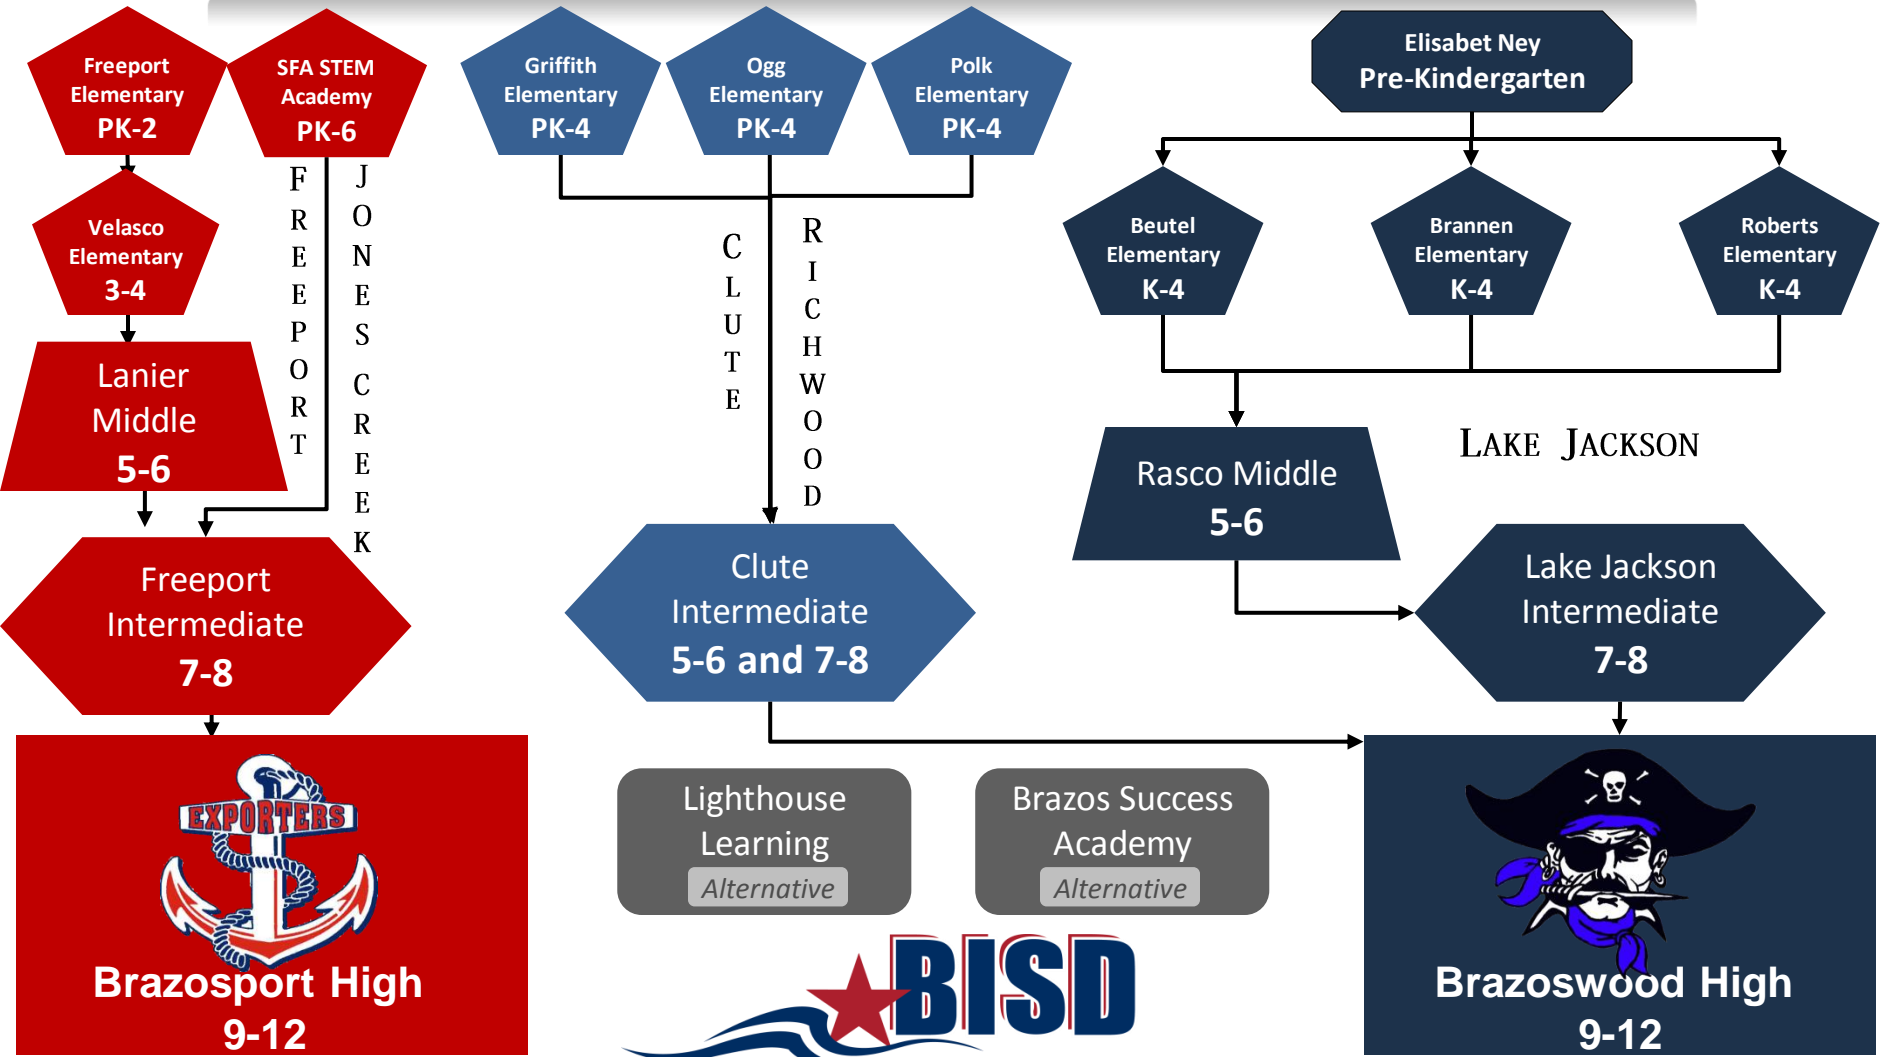 Freeport
Elementary
PK-2
SFA STEM
Academy
PK-6
Griffith
Elementary
PK-4
Ogg
Elementary
PK-4
Polk
Elementary
PK-4
Elisabet Ney
Pre-Kindergarten
Velasco
Elementary
3-4
FREEPORT
JONES CREEK
CLUTE
RICHWOOD
Beutel
Elementary
K-4
Brannen
Elementary
K-4
Roberts
Elementary
K-4
Lanier
Middle
5-6
LAKE JACKSON
Rasco Middle
5-6
Freeport
Intermediate
7-8
Clute
Intermediate
5-6 and 7-8
Lake Jackson
Intermediate
7-8
EXPORTERS
Brazosport High
9-12
Lighthouse
Learning
Alternative
Brazos Success
Academy
Alternative
BISD
Brazoswood High
9-12